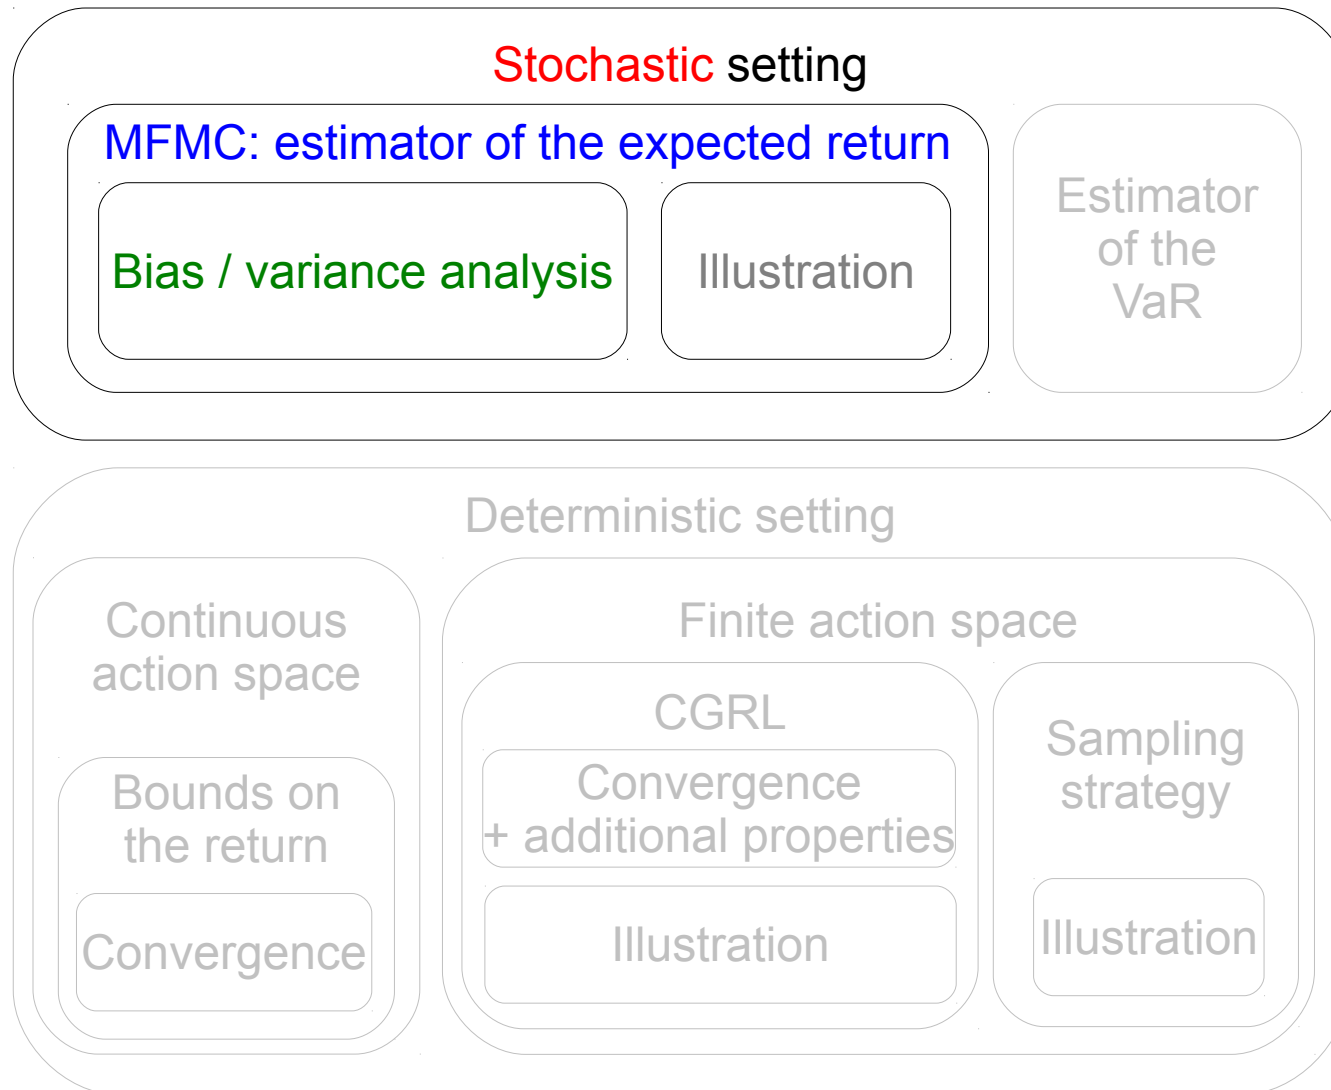 Stochastic setting
MFMC: estimator of the expected return
Bias / variance analysis
Illustration
Estimator
of the
VaR
Deterministic setting
Continuous
action space
Bounds on
the return
Convergence
Finite action space
CGRL
Convergence
+ additional properties
Illustration
Sampling
strategy
Illustration